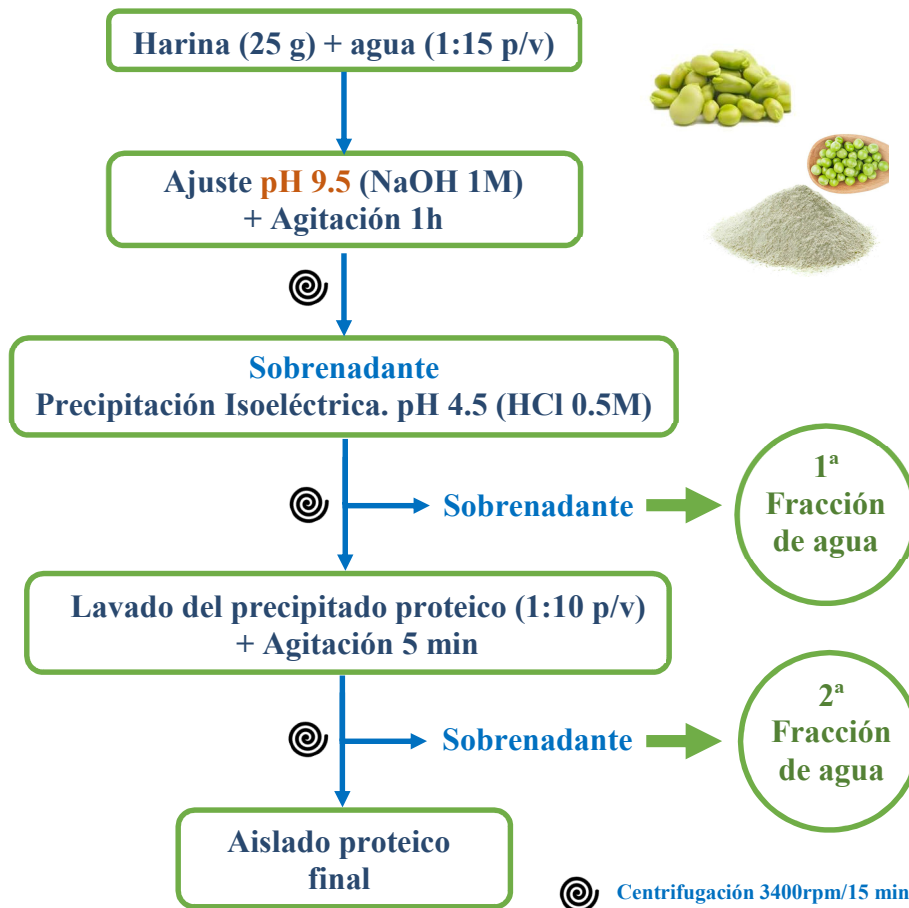 Harina (25 g) + agua (1:15 p/v)
Ajuste pH 9.5 (NaOH 1M)
+ Agitación 1h
Sobrenadante
Precipitación Isoeléctrica. pH 4.5 (HCl 0.5M)
Sobrenadante
1ª
Fracción
de agua
Lavado del precipitado proteico (1:10 p/v)
+ Agitación 5 min
Sobrenadante
2ª
Fracción
de agua
Aislado proteico
final
Centrifugación 3400rpm/15 min